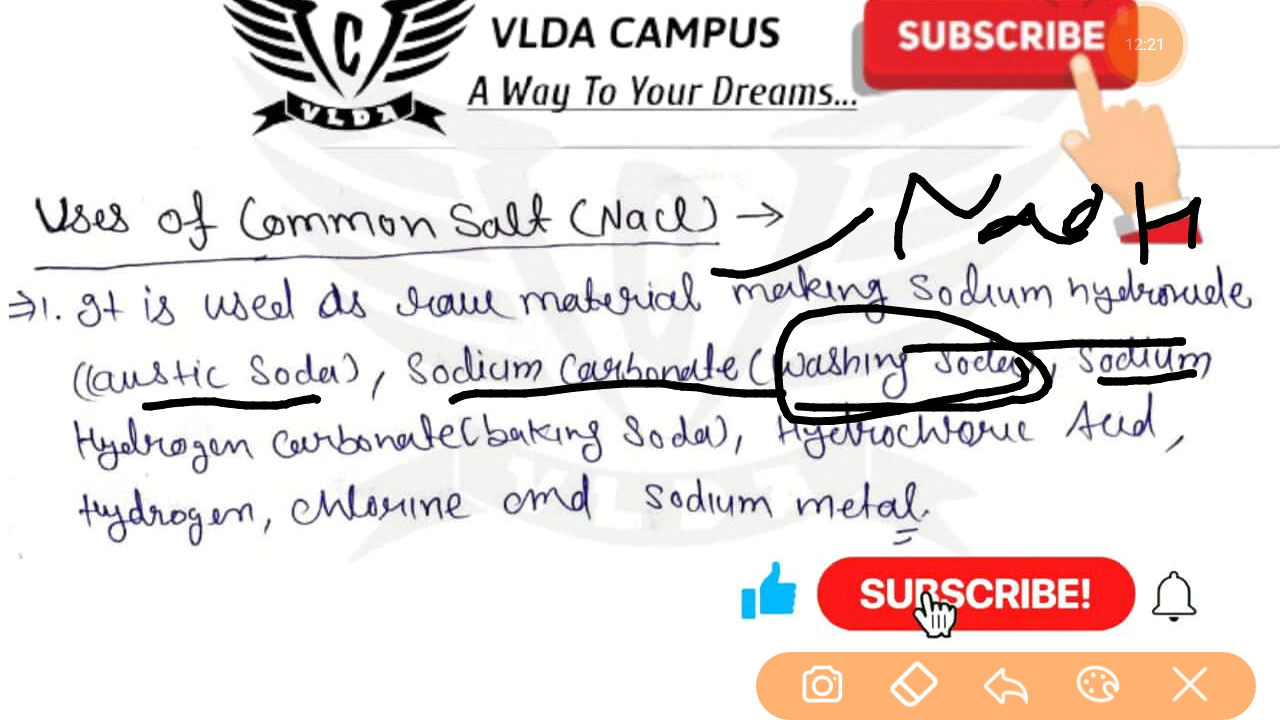 VLDA CAMPUS
SUBSCRIBE
12:21
A Way To Your Dreams...
VLDA
Uses of Common Salt (NaCl) →
NaOH
⇒1. It is used as raw material making Sodium hydroxide
(Caustic Soda), Sodium Carbonate (Washing Soda), Sodium
Hydrogen Carbonate (baking Soda), Hydrochloric Acid,
Hydrogen, Chlorine and Sodium metal.
SUBSCRIBE!